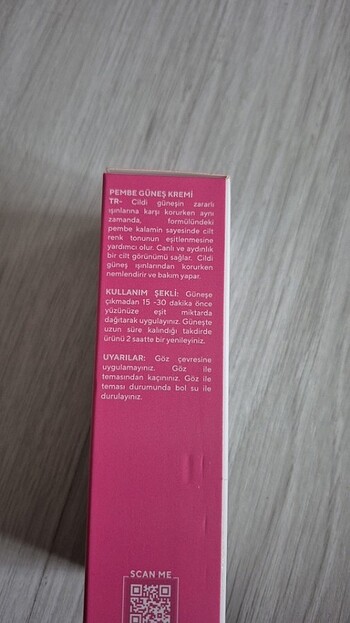 PEMBE GÜNEŞ KREMİ
TR- Cildi güneşin zararlı
ışınlarına karşı korurken aynı
zamanda, formülündeki
pembe kalamin sayesinde cilt
renk tonunun eşitlenmesine
yardımcı olur. Canlı ve aydınlık
bir cilt görünümü sağlar. Cildi
güneş ışınlarından korurken
nemlendirir ve bakım yapar.
KULLANIM ŞEKLİ: Güneşe
çıkmadan 15 -30 dakika önce
yüzünüze eşit miktarda
dağıtarak uygulayınız. Güneşte
uzun süre kalındığı takdirde
ürünü 2 saatte bir yenileyiniz.
UYARILAR: Göz çevresine
uygulamayınız. Göz ile
temasından kaçınınız. Göz ile
teması durumunda bol su ile
durulayınız.
SCAN ME